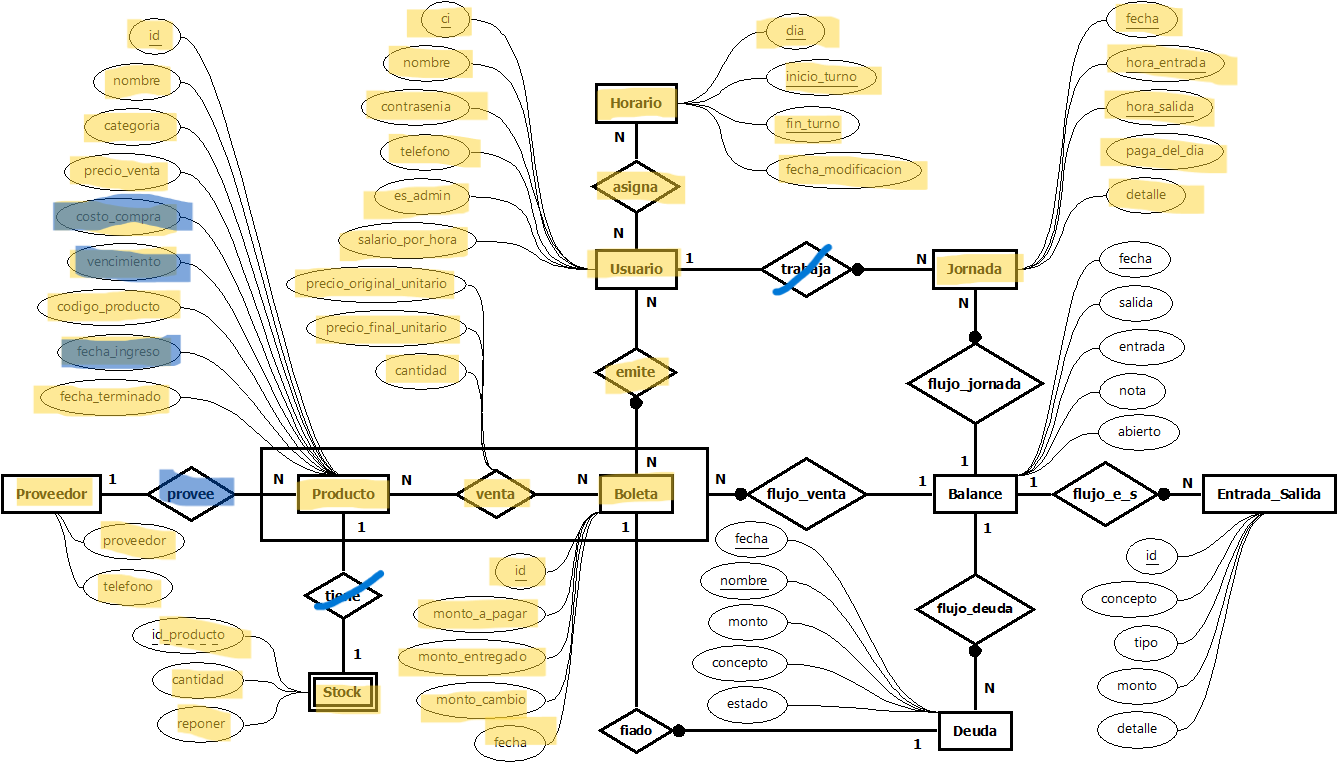 id
nombre
categoria
precio_venta
costo_compra
vencimiento
codigo_producto
fecha_ingreso
fecha_terminado
ci
nombre
contrasenia
telefono
es_admin
salario_por_hora
precio_original_unitario
precio_final_unitario
cantidad
dia
inicio_turno
fin_turno
fecha_modificacion
Horario
N
asigna
N
Usuario
1
trabaja
N
Jornada
fecha
hora_entrada
hora_salida
paga_del_dia
detalle
N
emite
N
N
flujo_jornada
1
fecha
salida
entrada
nota
abierto
Proveedor
1
provee
N
Producto
N
venta
N
Boleta
N
flujo_venta
1
Balance
1
flujo_e_s
N
Entrada_Salida
proveedor
telefono
1
tiene
1
Stock
id_producto
cantidad
reponer
1
id
monto_a_pagar
monto_entregado
monto_cambio
fecha
fiado
1
fecha
nombre
monto
concepto
estado
1
flujo_deuda
N
Deuda
id
concepto
tipo
monto
detalle